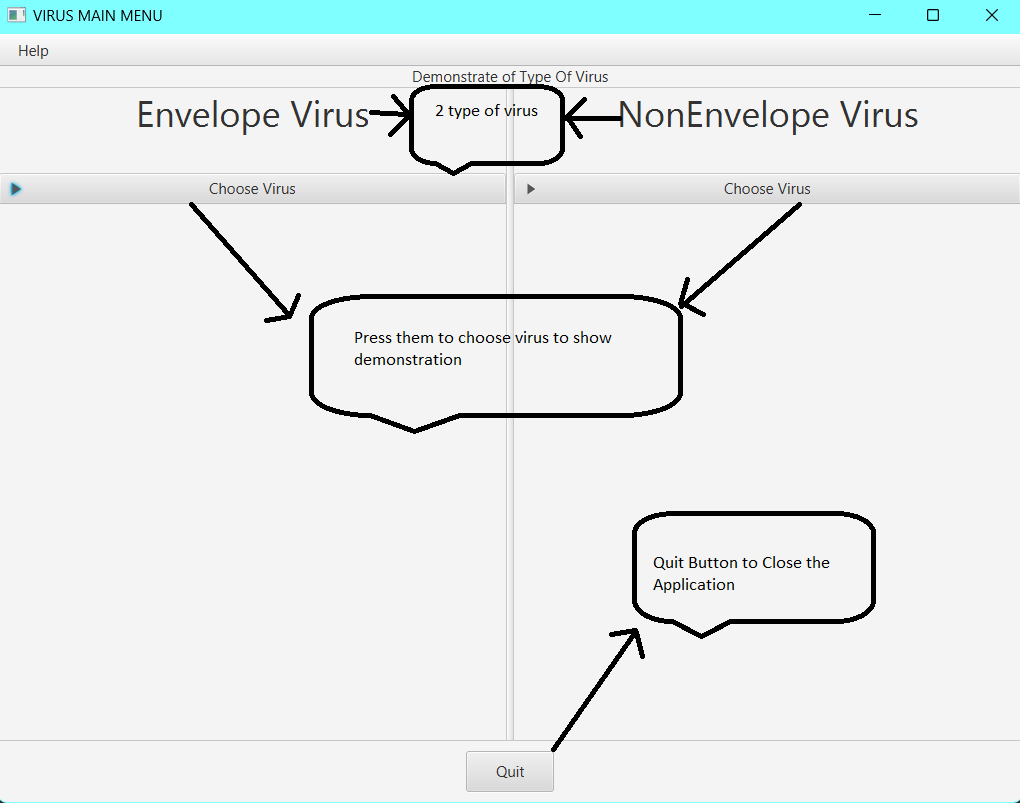 VIRUS MAIN MENU
Help
Demonstrate of Type Of Virus
Envelope Virus
2 type of virus
NonEnvelope Virus
Choose Virus
Choose Virus
Press them to choose virus to show
demonstration
Quit Button to Close the
Application
Quit